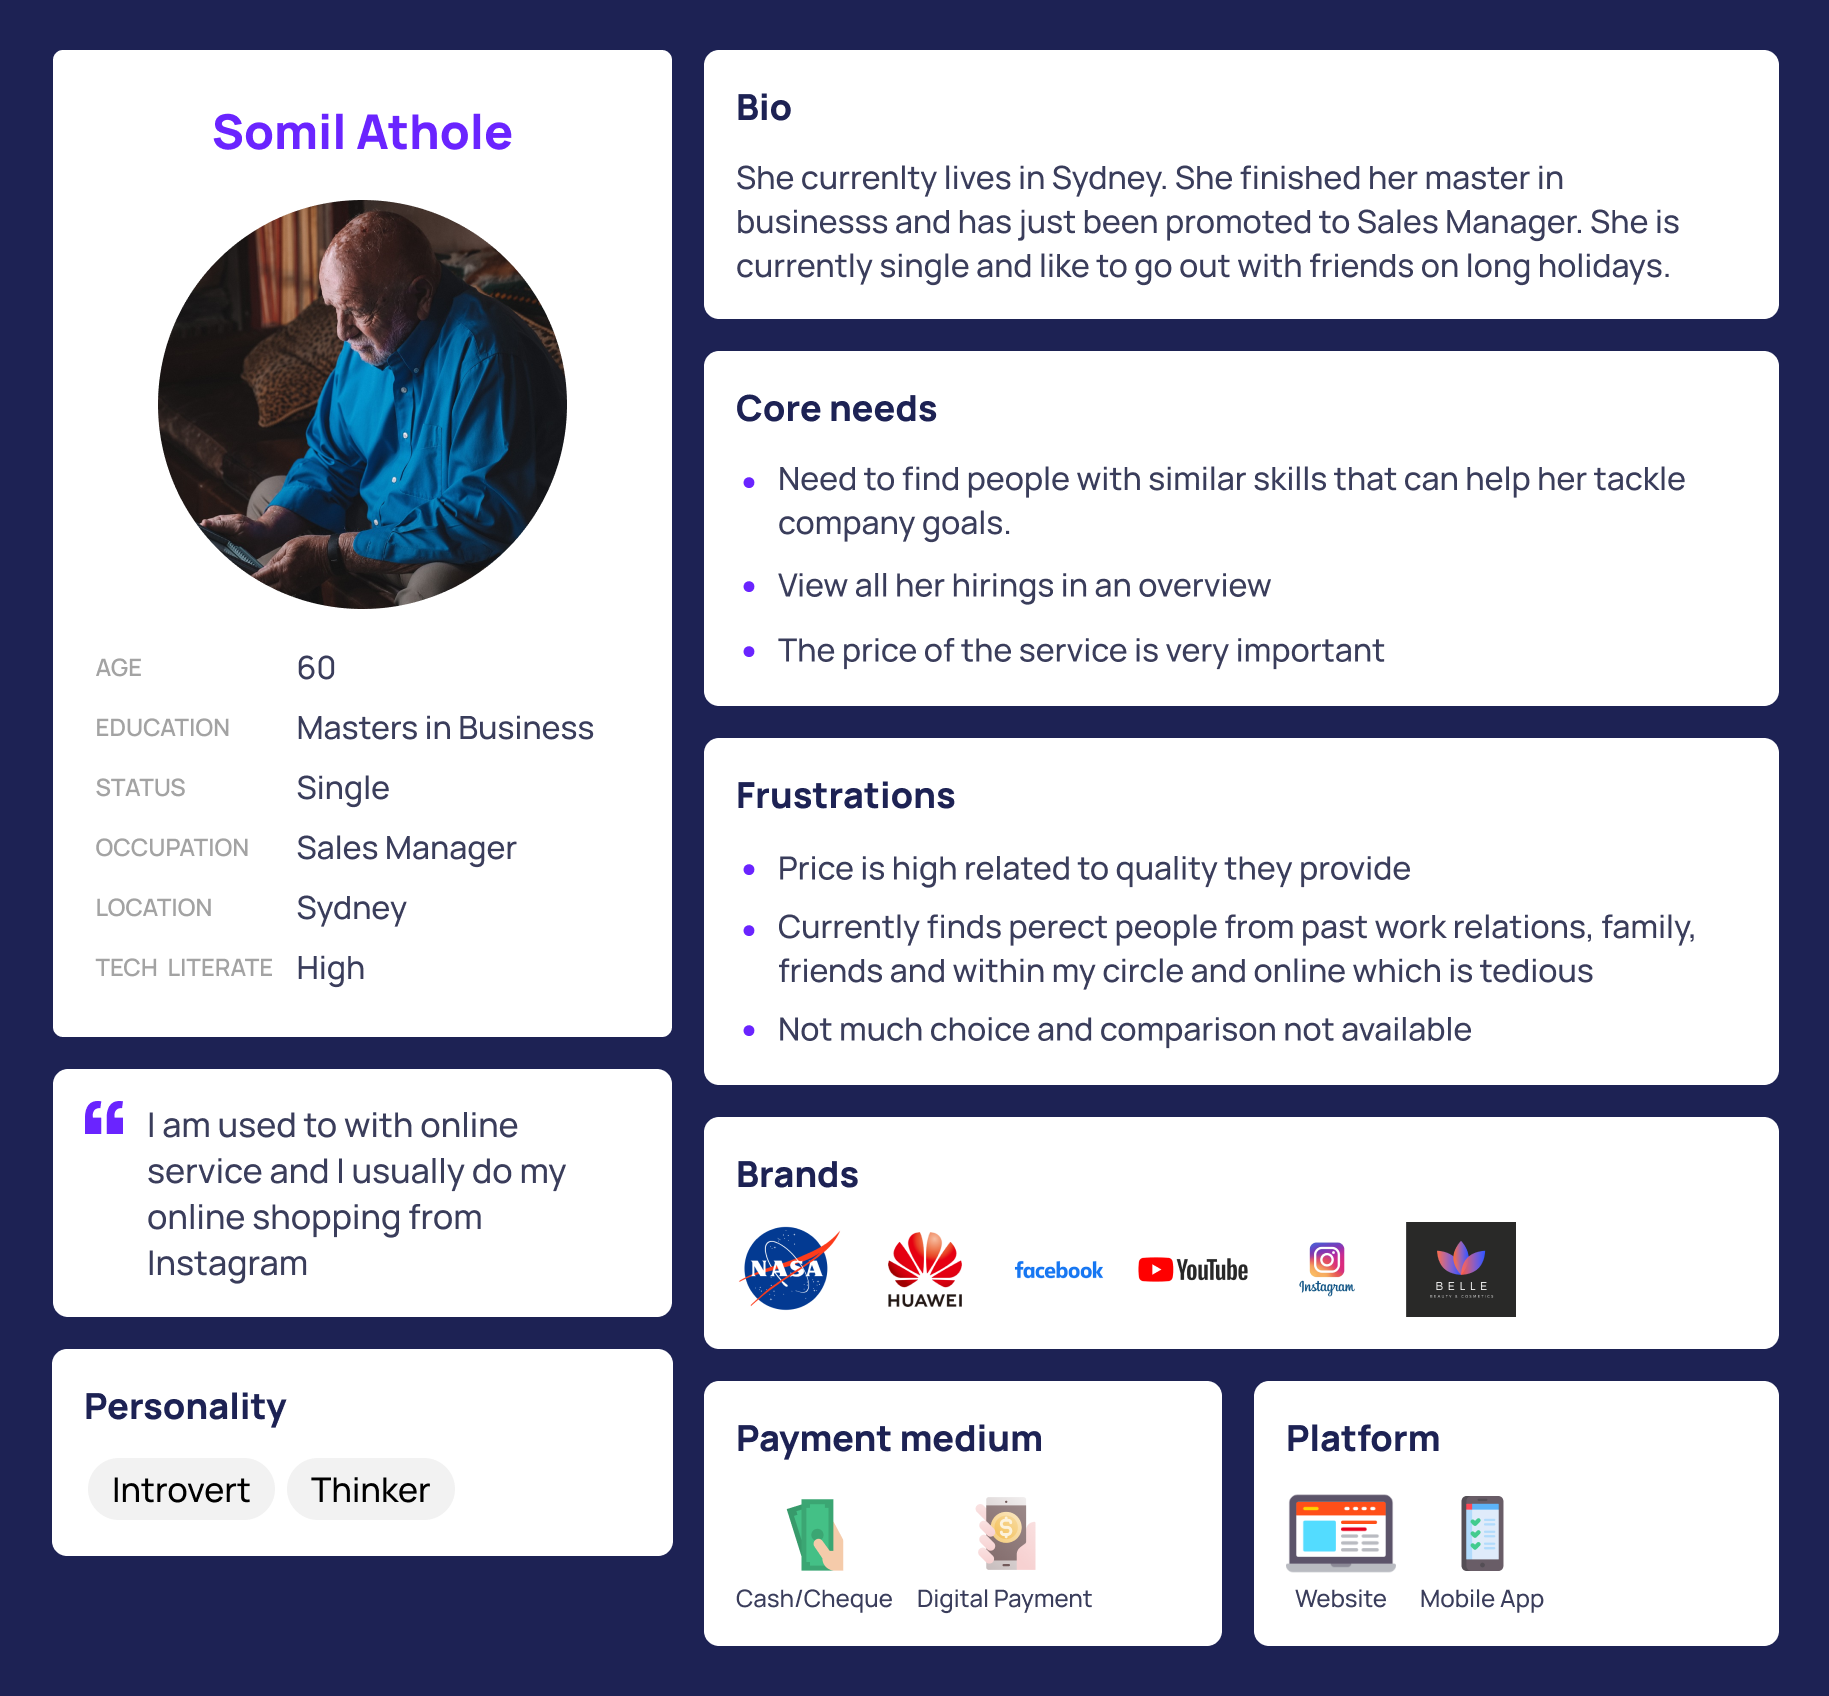 Somil Athole
AGE 60
EDUCATION Masters in Business
STATUS Single
OCCUPATION Sales Manager
LOCATION Sydney
TECH LITERATE High
I am used to with online
service and I usually do my
online shopping from
Instagram
Personality
Introvert Thinker
Bio
She currenlty lives in Sydney. She finished her master in
businesss and has just been promoted to Sales Manager. She is
currently single and like to go out with friends on long holidays.
Core needs
Need to find people with similar skills that can help her tackle
company goals.
View all her hirings in an overview
The price of the service is very important
Frustrations
Price is high related to quality they provide
Currently finds perect people from past work relations, family,
friends and within my circle and online which is tedious
Not much choice and comparison not available
Brands
NASA
HUAWEI
facebook
YouTube
Instagram
BELLE
BEAUTY & COSMETICS
Payment medium
Cash/Cheque Digital Payment
Platform
Website Mobile App